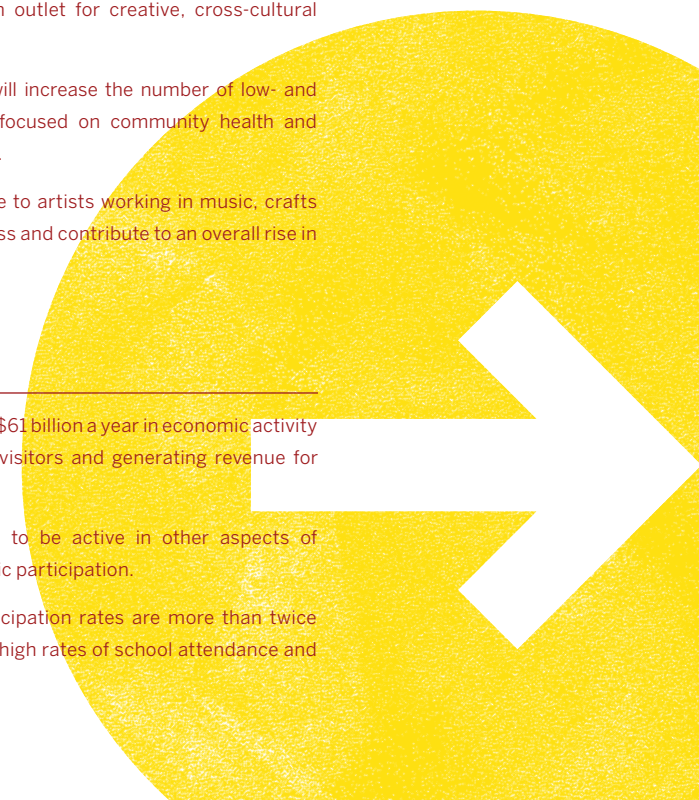 outlet for creative, cross-cultural
will increase the number of low- and
focused on community health and
to artists working in music, crafts
and contribute to an overall rise in
$61 billion a year in economic activity
visitors and generating revenue for
to be active in other aspects of
participation.
rates are more than twice
high rates of school attendance and